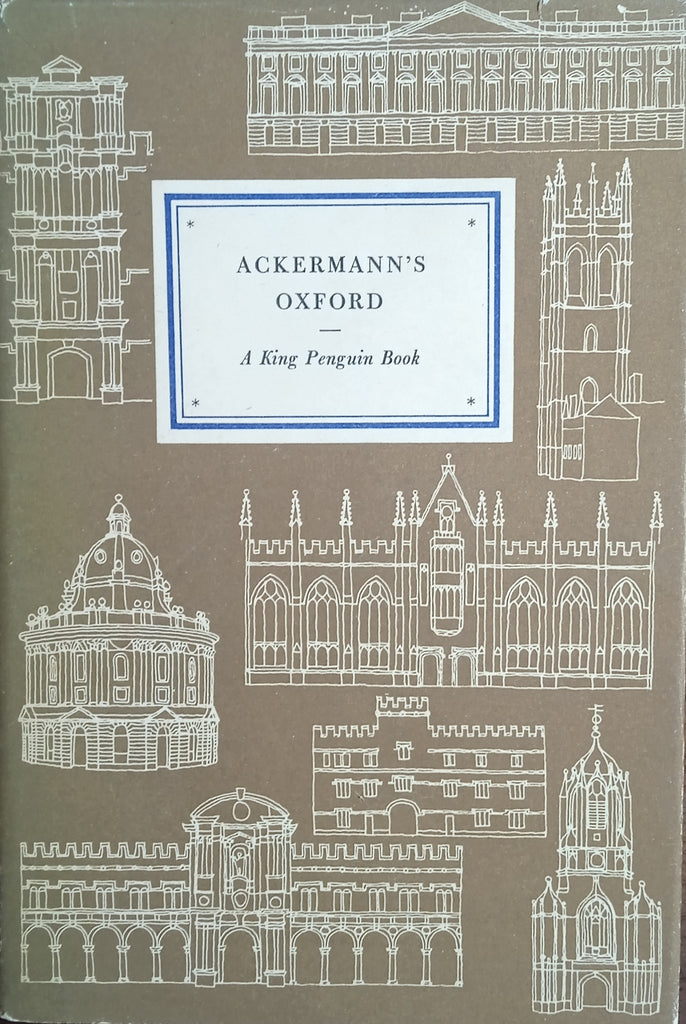 * *
ACKERMANN'S
OXFORD
—
A King Penguin Book
* *